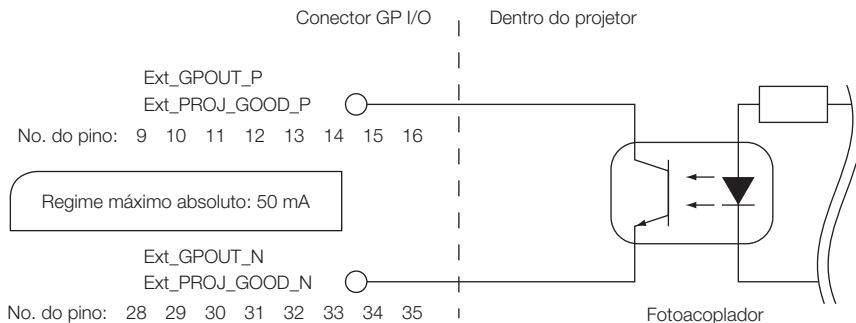 Conector GP I/O Dentro do projetor
Ext_GPOUT_P
Ext_PROJ_GOOD_P
No. do pino: 9 10 11 12 13 14 15 16
Regime máximo absoluto: 50 mA
Ext_GPOUT_N
Ext_PROJ_GOOD_N
No. do pino: 28 29 30 31 32 33 34 35
Fotoacoplador